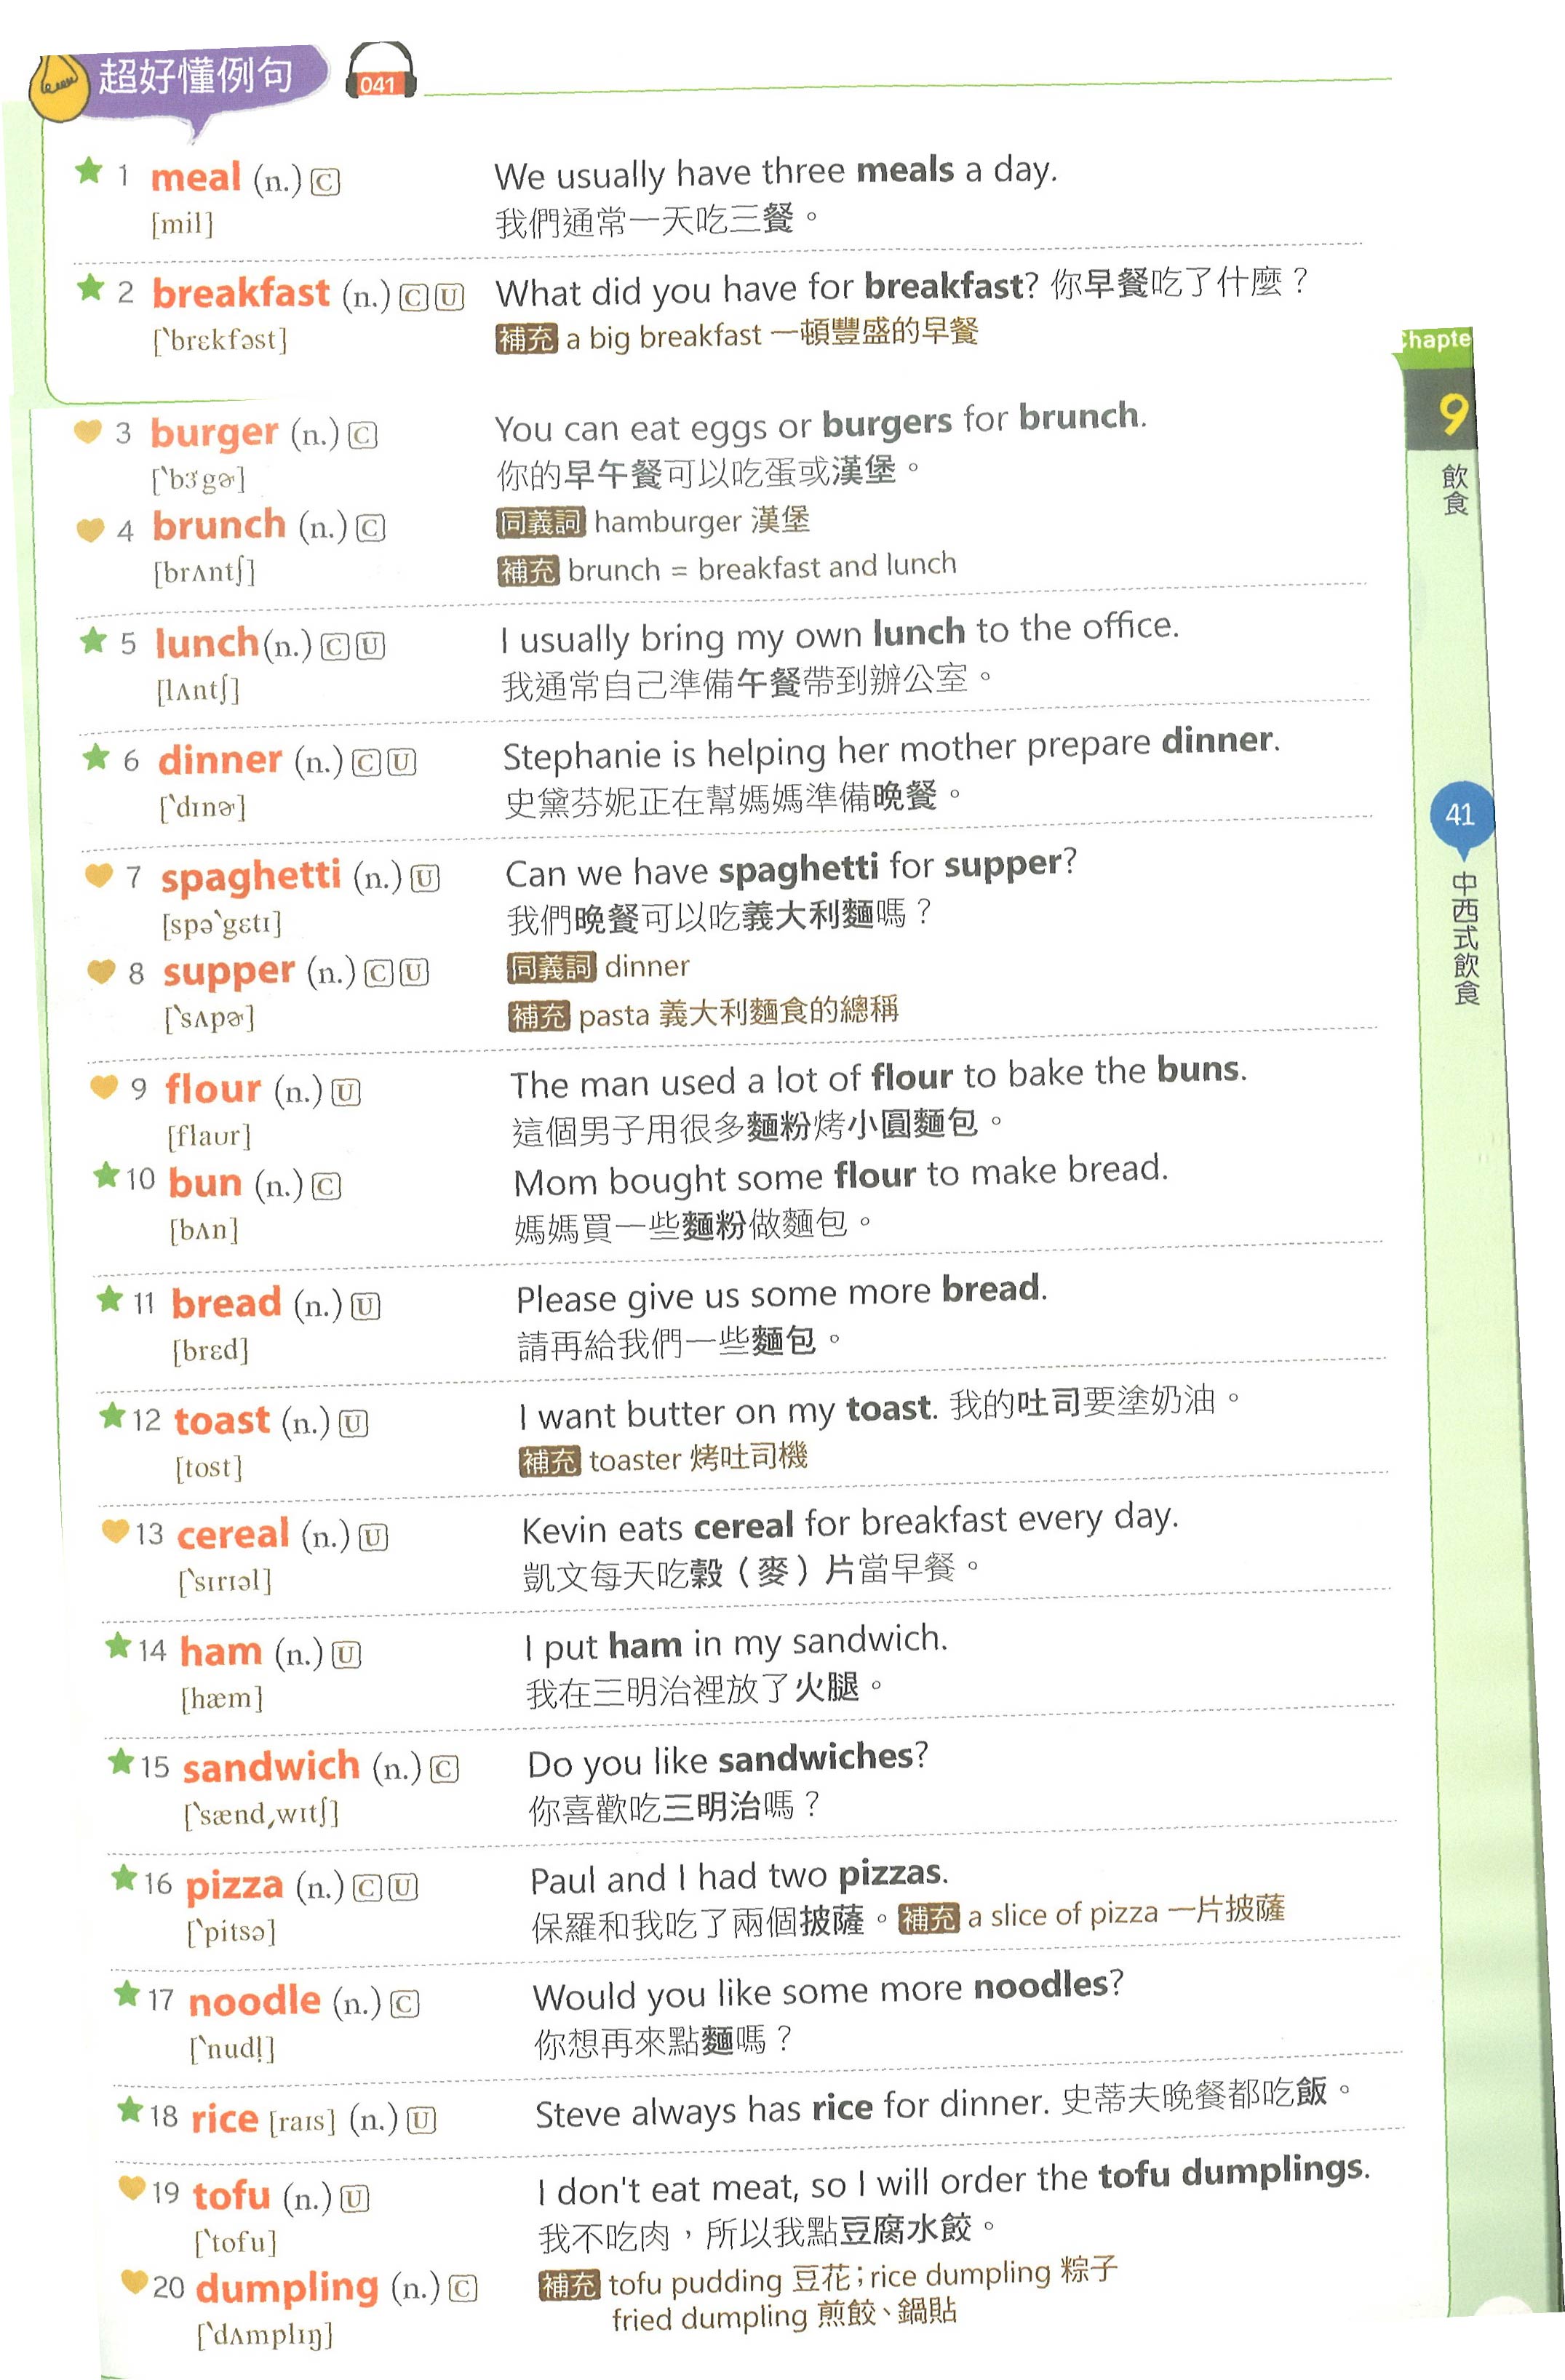 超好懂例句 041
★ 1 meal (n.) C
[mil]
We usually have three meals a day.
我們通常一天吃三餐。
★ 2 breakfast (n.) C U
[ˋbrɛkfəst]
What did you have for breakfast? 你早餐吃了什麼？
補充 a big breakfast 一頓豐盛的早餐
3 burger (n.) C
[ˋbɝgɚ]
You can eat eggs or burgers for brunch.
你的早午餐可以吃蛋或漢堡。
4 brunch (n.) C
[brʌntʃ]
同義詞 hamburger 漢堡
補充 brunch = breakfast and lunch
★ 5 lunch(n.) C U
[lʌntʃ]
I usually bring my own lunch to the office.
我通常自己準備午餐帶到辦公室。
★ 6 dinner (n.) C U
[ˋdɪnɚ]
Stephanie is helping her mother prepare dinner.
史黛芬妮正在幫媽媽準備晚餐。
7 spaghetti (n.) U
[spəˋgɛtɪ]
Can we have spaghetti for supper?
我們晚餐可以吃義大利麵嗎？
8 supper (n.) C U
[ˋsʌpɚ]
同義詞 dinner
補充 pasta 義大利麵食的總稱
9 flour (n.) U
[flaʊr]
The man used a lot of flour to bake the buns.
這個男子用很多麵粉烤小圓麵包。
★ 10 bun (n.) C
[bʌn]
Mom bought some flour to make bread.
媽媽買一些麵粉做麵包。
★ 11 bread (n.) U
[brɛd]
Please give us some more bread.
請再給我們一些麵包。
★ 12 toast (n.) U
[tost]
I want butter on my toast. 我的吐司要塗奶油。
補充 toaster 烤吐司機
13 cereal (n.) U
[ˋsɪrɪəl]
Kevin eats cereal for breakfast every day.
凱文每天吃穀（麥）片當早餐。
★ 14 ham (n.) U
[hæm]
I put ham in my sandwich.
我在三明治裡放了火腿。
★ 15 sandwich (n.) C
[ˋsænd͵wɪtʃ]
Do you like sandwiches?
你喜歡吃三明治嗎？
★ 16 pizza (n.) C U
[ˋpitsə]
Paul and I had two pizzas.
保羅和我吃了兩個披薩。 補充 a slice of pizza 一片披薩
★ 17 noodle (n.) C
[ˋnudl̩]
Would you like some more noodles?
你想再來點麵嗎？
★ 18 rice [raɪs] (n.) U
Steve always has rice for dinner. 史蒂夫晚餐都吃飯。
19 tofu (n.) U
[ˋtofu]
I don't eat meat, so I will order the tofu dumplings.
我不吃肉，所以我點豆腐水餃。
20 dumpling (n.) C
[ˋdʌmplɪŋ]
補充 tofu pudding 豆花；rice dumpling 粽子
fried dumpling 煎餃、鍋貼
Chapte
9
飲食
41
中西式飲食